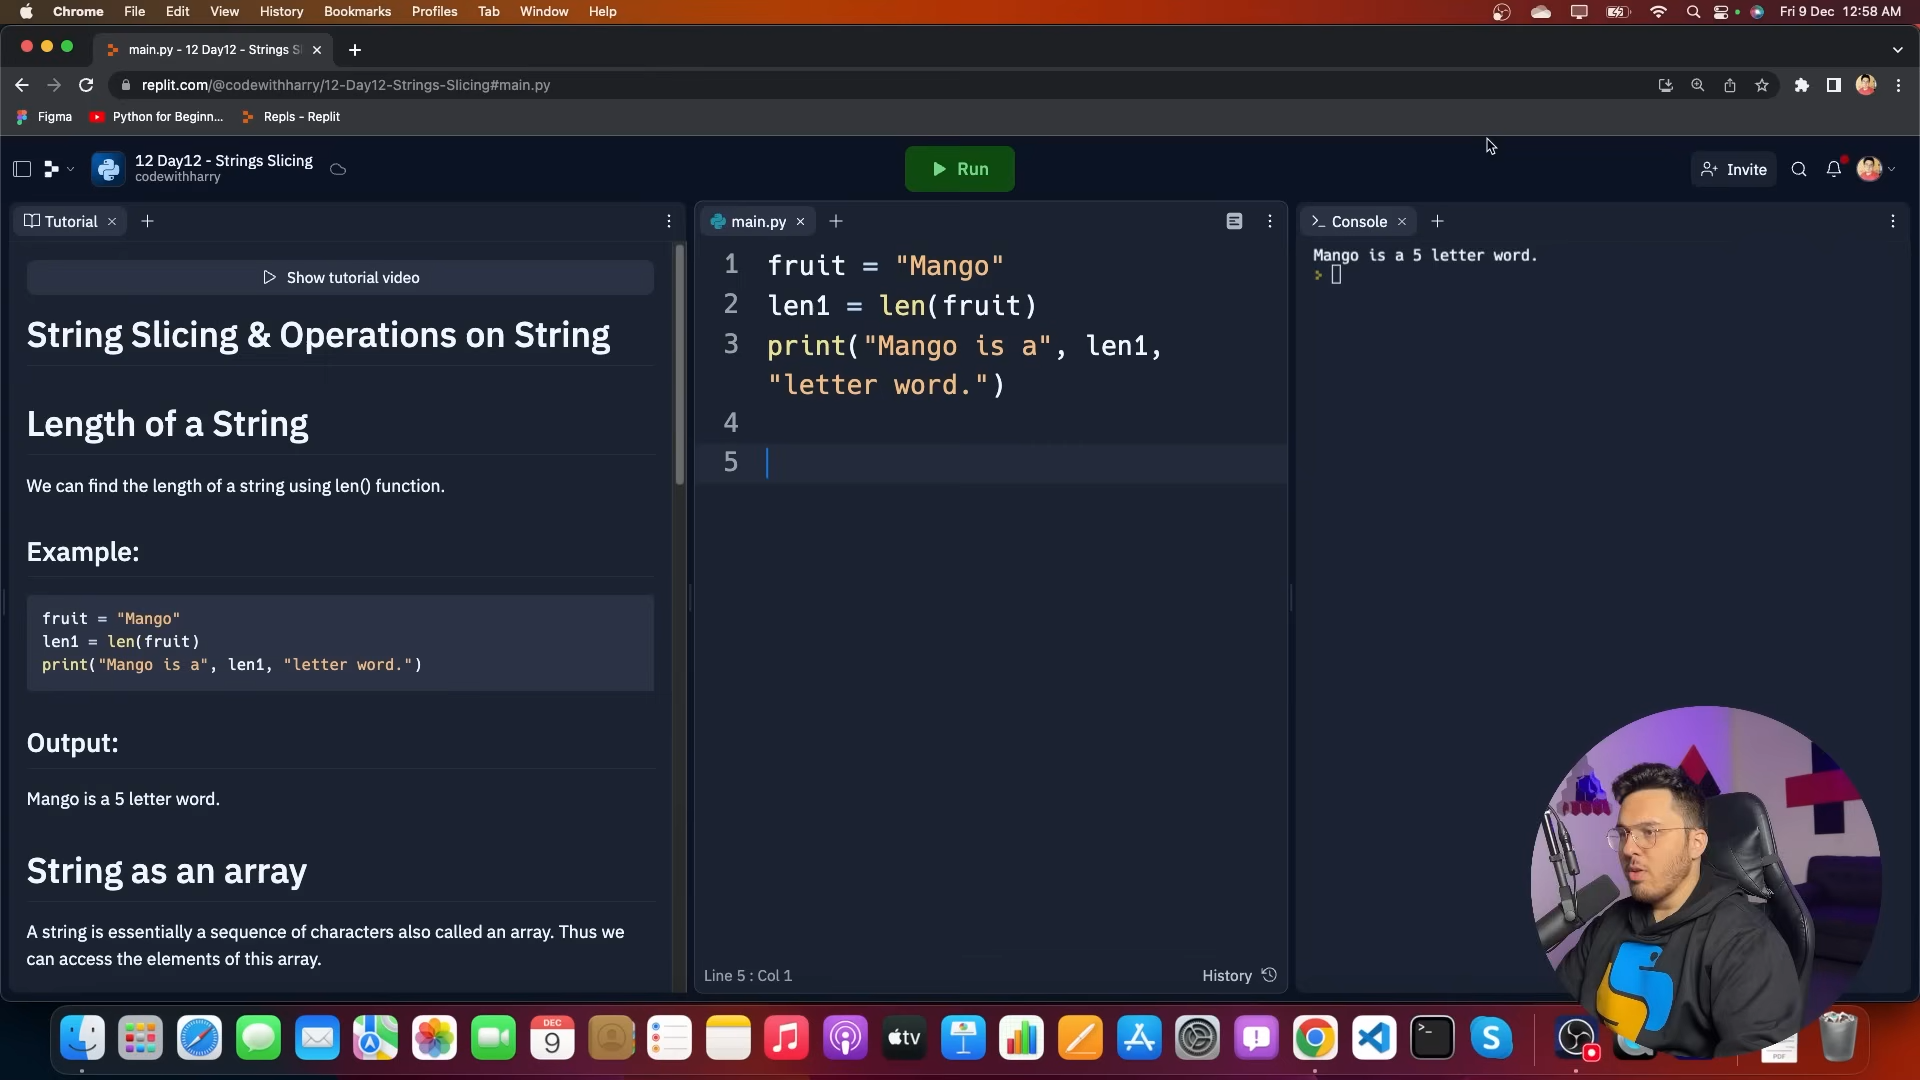 Chrome File Edit View History Bookmarks Profiles Tab Window Help Fri 9 Dec 12:58 AM
main.py - 12 Day12 - Strings S
replit.com/@codewithharry/12-Day12-Strings-Slicing#main.py
Figma Python for Beginn... Repls - Replit
12 Day12 - Strings Slicing
codewithharry
Run
Invite
Tutorial
Show tutorial video
String Slicing & Operations on String
Length of a String
We can find the length of a string using len() function.
Example:
fruit = "Mango"
len1 = len(fruit)
print("Mango is a", len1, "letter word.")
Output:
Mango is a 5 letter word.
String as an array
A string is essentially a sequence of characters also called an array. Thus we
can access the elements of this array.
main.py
1 fruit = "Mango"
2 len1 = len(fruit)
3 print("Mango is a", len1,
"letter word.")
4
5
Line 5 : Col 1
History
Console
Mango is a 5 letter word.
DEC
9
tv
PDF